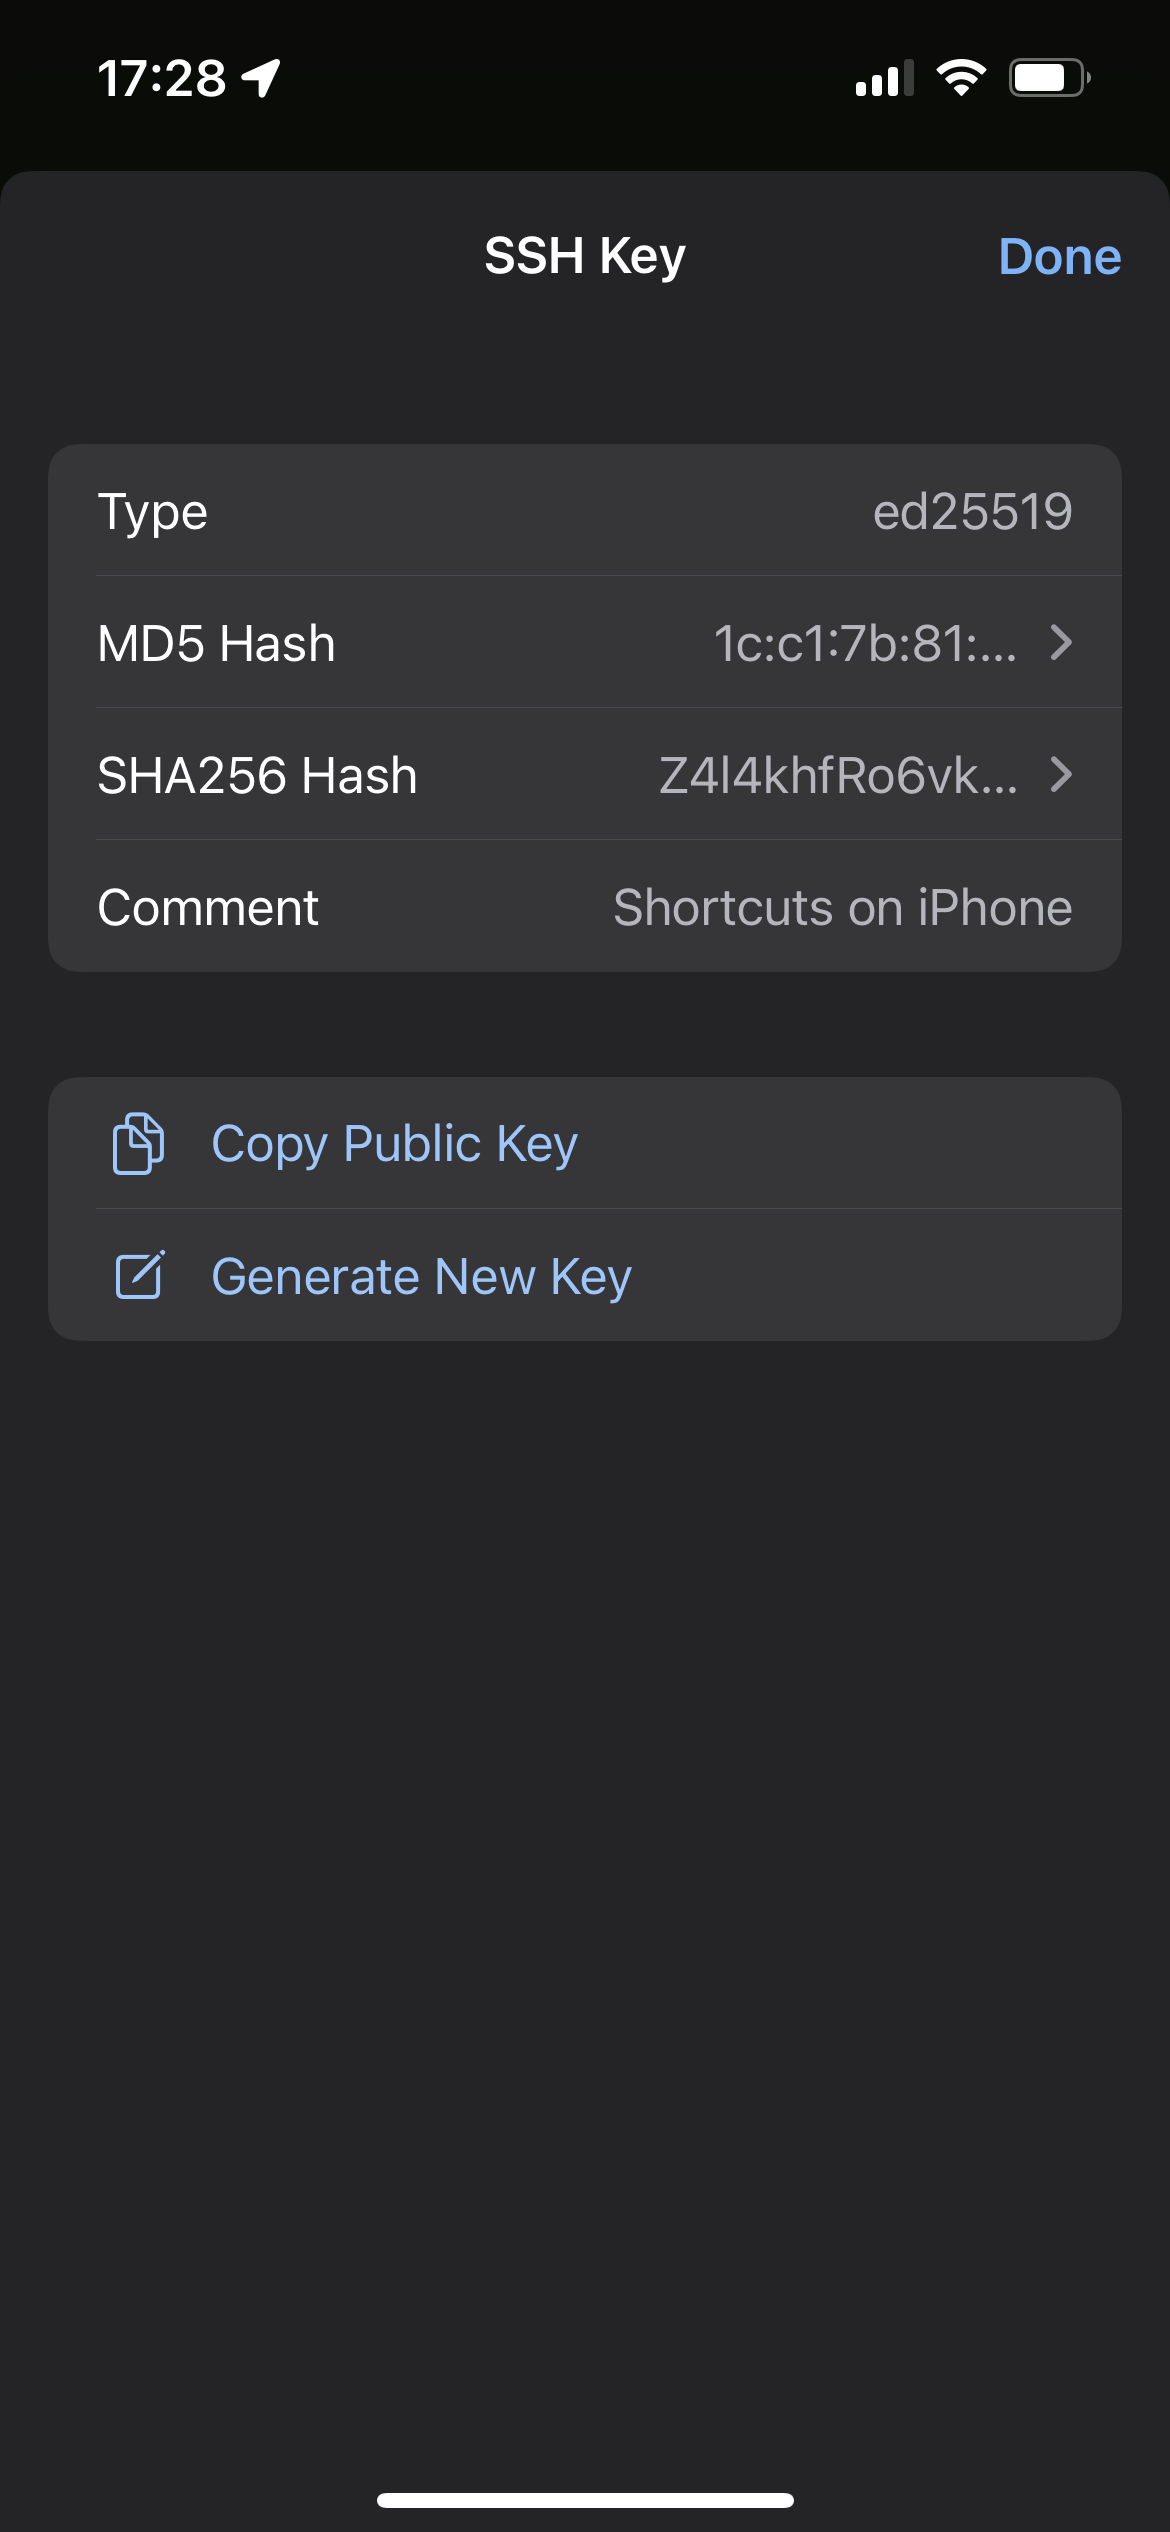 17:28
SSH Key
Done
Type
ed25519
MD5 Hash
1c:c1:7b:81:...
SHA256 Hash
Z4l4khfRo6vk...
Comment
Shortcuts on iPhone
Copy Public Key
Generate New Key